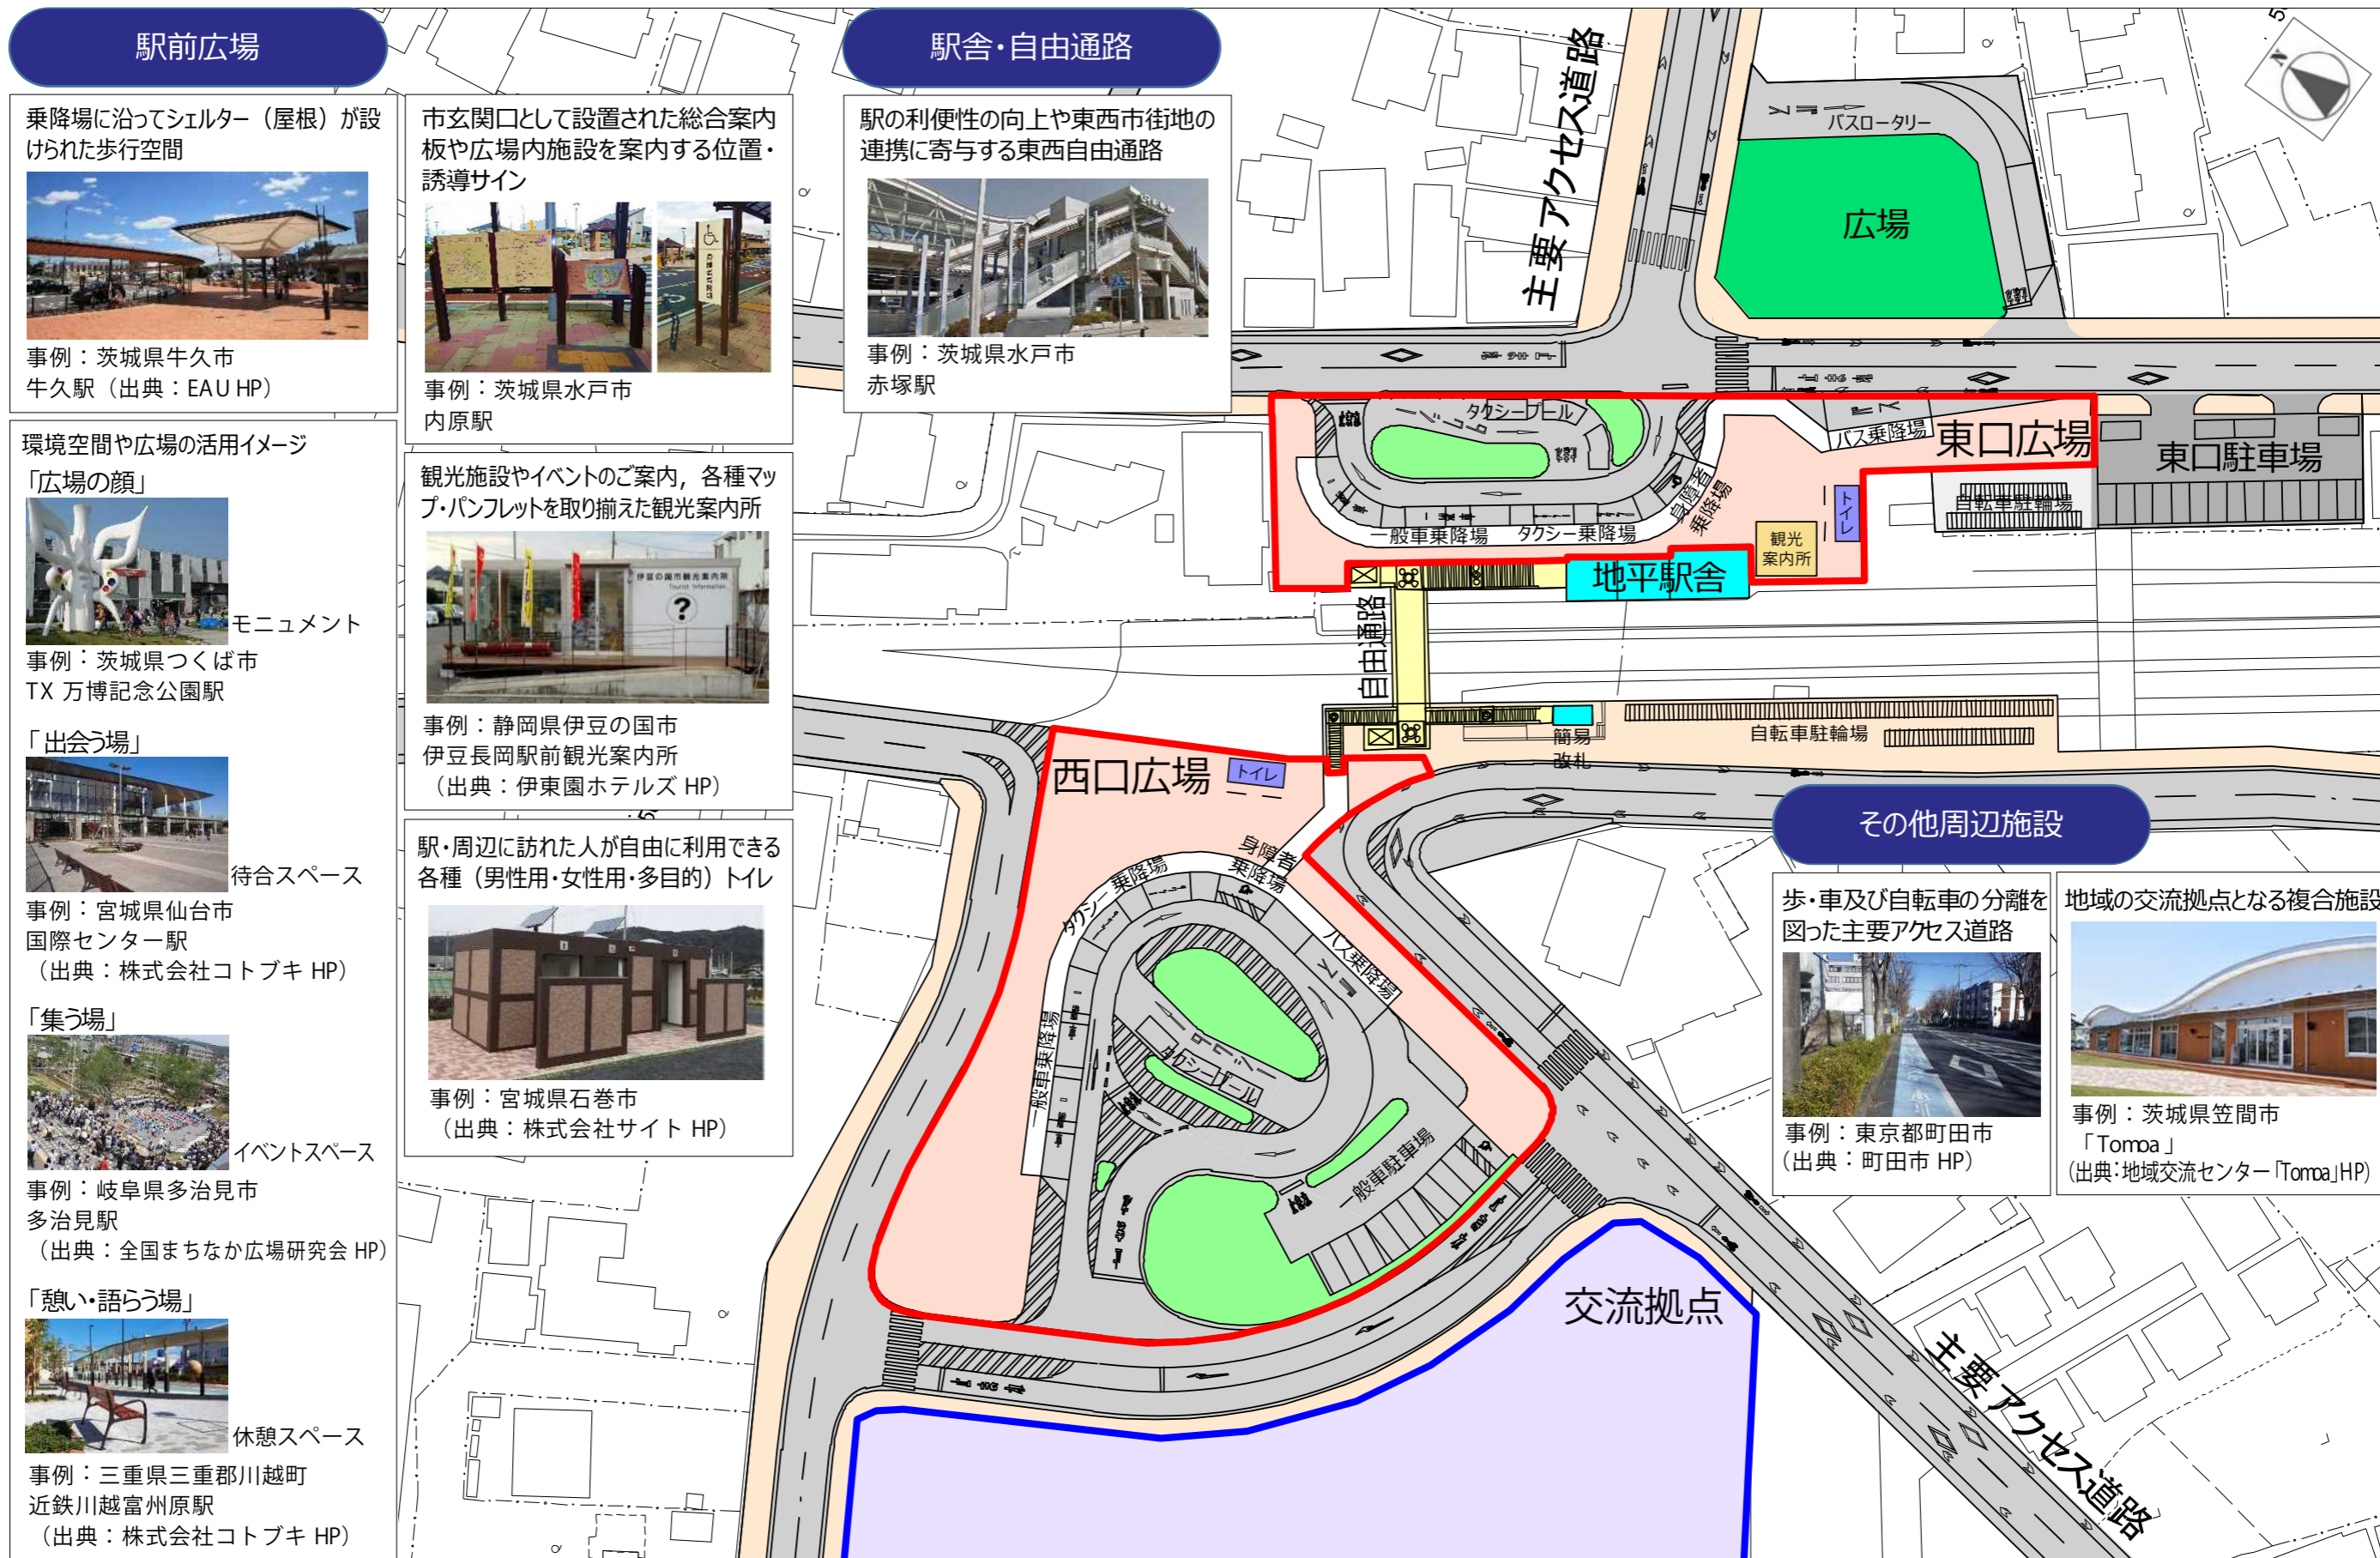 駅前広場
乗降場に沿ってシェルター（屋根）が設
けられた歩行空間
事例：茨城県牛久市
牛久駅（出典：EAU HP）
市玄関口として設置された総合案内
板や広場内施設を案内する位置・
誘導サイン
事例：茨城県水戸市
内原駅
環境空間や広場の活用イメージ
「広場の顔」
モニュメント
事例：茨城県つくば市
TX 万博記念公園駅
「出会う場」
待合スペース
事例：宮城県仙台市
国際センター駅
（出典：株式会社コトブキ HP）
「集う場」
イベントスペース
事例：岐阜県多治見市
多治見駅
（出典：全国まちなか広場研究会 HP）
「憩い・語らう場」
休憩スペース
事例：三重県三重郡川越町
近鉄川越富州原駅
（出典：株式会社コトブキ HP）
観光施設やイベントのご案内，各種マッ
プ・パンフレットを取り揃えた観光案内所
伊豆の国市観光案内所
Tourist Information
?
事例：静岡県伊豆の国市
伊豆長岡駅前観光案内所
（出典：伊東園ホテルズ HP）
駅・周辺に訪れた人が自由に利用できる
各種（男性用・女性用・多目的）トイレ
事例：宮城県石巻市
（出典：株式会社サイト HP）
駅舎・自由通路
駅の利便性の向上や東西市街地の
連携に寄与する東西自由通路
事例：茨城県水戸市
赤塚駅
主要アクセス道路
N
バスロータリー
広場
タクシープール
バス乗降場
東口広場
東口駐車場
自転車駐輪場
身障者
乗降場
一般車乗降場
タクシー乗降場
観光
案内所
トイレ
地平駅舎
自由通路
簡易
改札
自転車駐輪場
西口広場
トイレ
身障者
乗降場
タクシー乗降場
バス乗降場
一般車乗降場
タクシープール
一般車駐車場
交流拠点
主要アクセス道路
その他周辺施設
歩・車及び自転車の分離を
図った主要アクセス道路
事例：東京都町田市
（出典：町田市 HP）
地域の交流拠点となる複合施設
事例：茨城県笠間市
「Tomoa」
（出典：地域交流センター「Tomoa」HP）